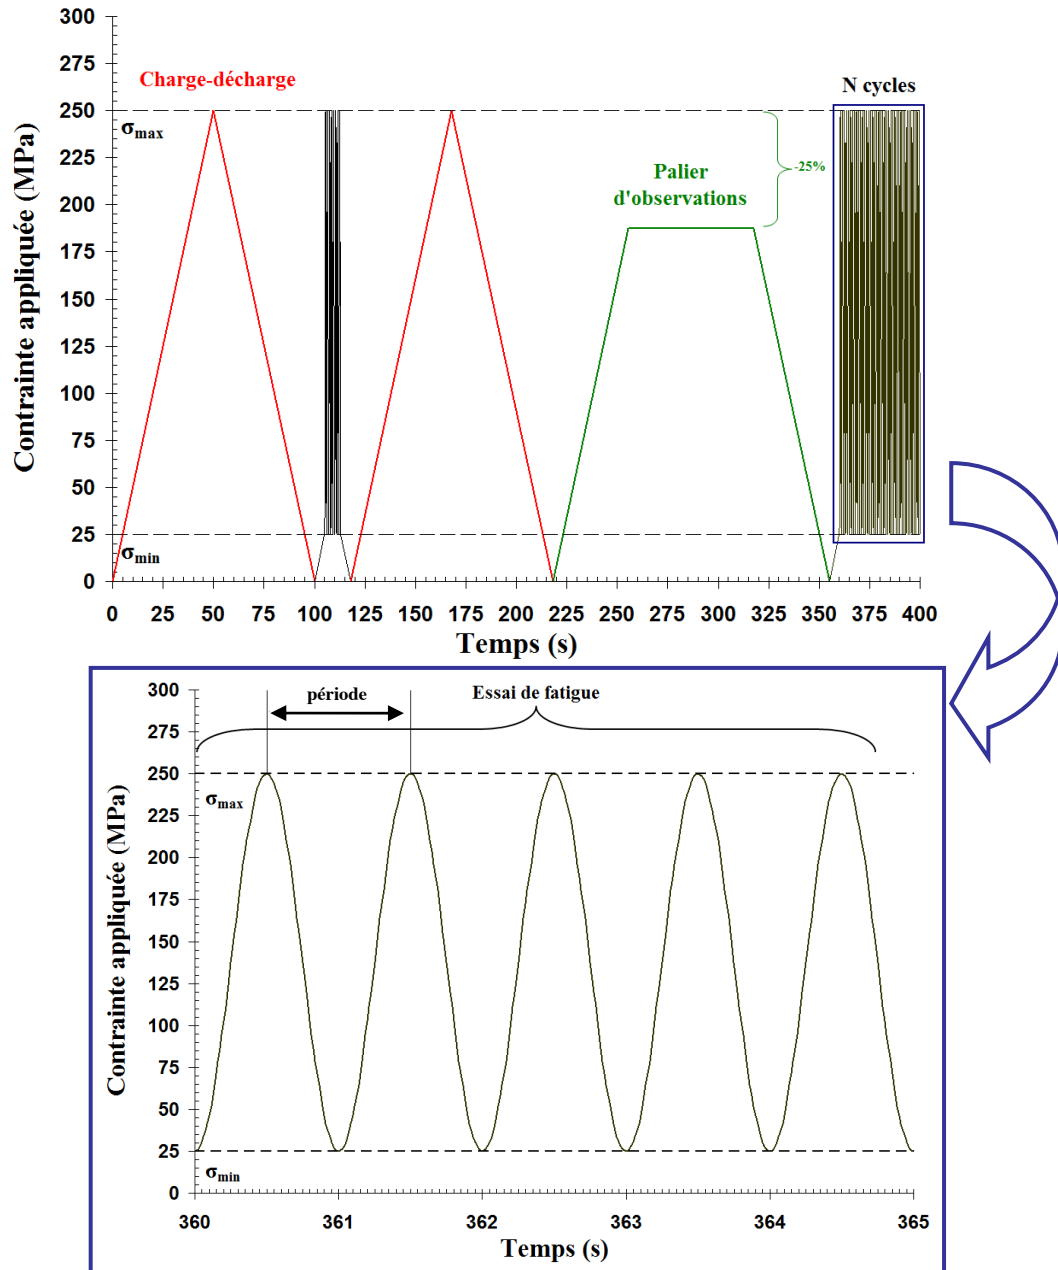 300
275
250
225
200
175
150
125
100
75
50
25
0
Contrainte appliquée (MPa)
Charge-décharge
σmax
Palier
d'observations
-25%
N cycles
σmin
0 25 50 75 100 125 150 175 200 225 250 275 300 325 350 375 400
Temps (s)
300
275
250
225
200
175
150
125
100
75
50
25
0
Contrainte appliquée (MPa)
période
Essai de fatigue
σmax
σmin
360 361 362 363 364 365
Temps (s)